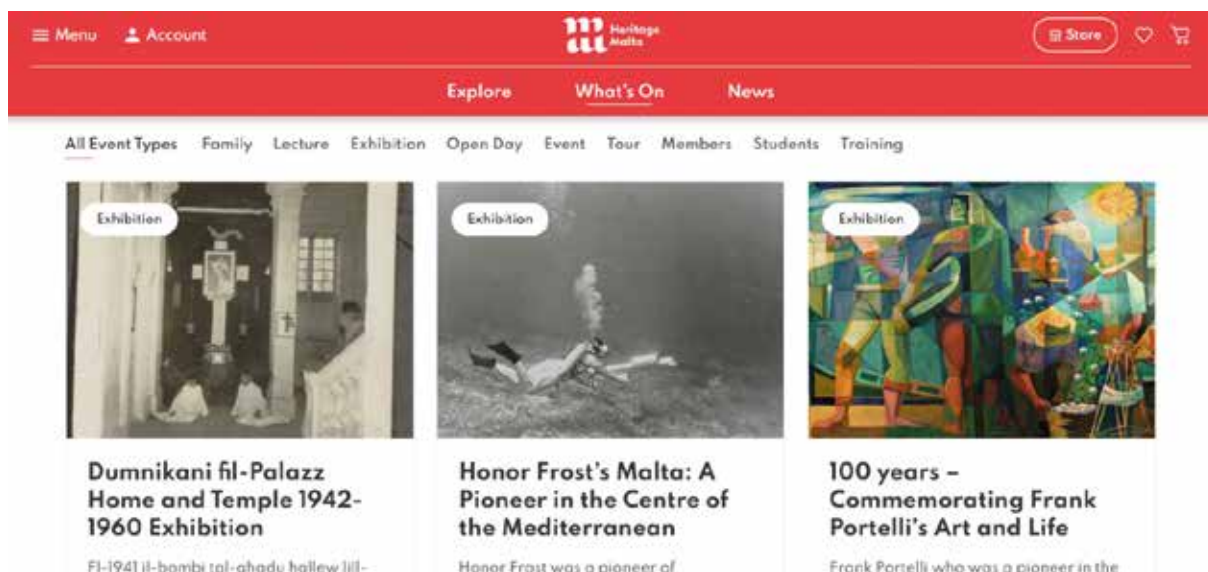 Menu Account Heritage Malta Store
Explore What's On News
All Event Types Family Lecture Exhibition Open Day Event Tour Members Students Training
Exhibition Exhibition Exhibition
Dumnikani fil-Palazz
Home and Temple 1942-
1960 Exhibition
Honor Frost's Malta: A
Pioneer in the Centre of
the Mediterranean
100 years –
Commemorating Frank
Portelli's Art and Life
Fl-1941 il-bombi tal-għadu ħallew lill-
Honor Frost was a pioneer of
Frank Portelli who was a pioneer in the